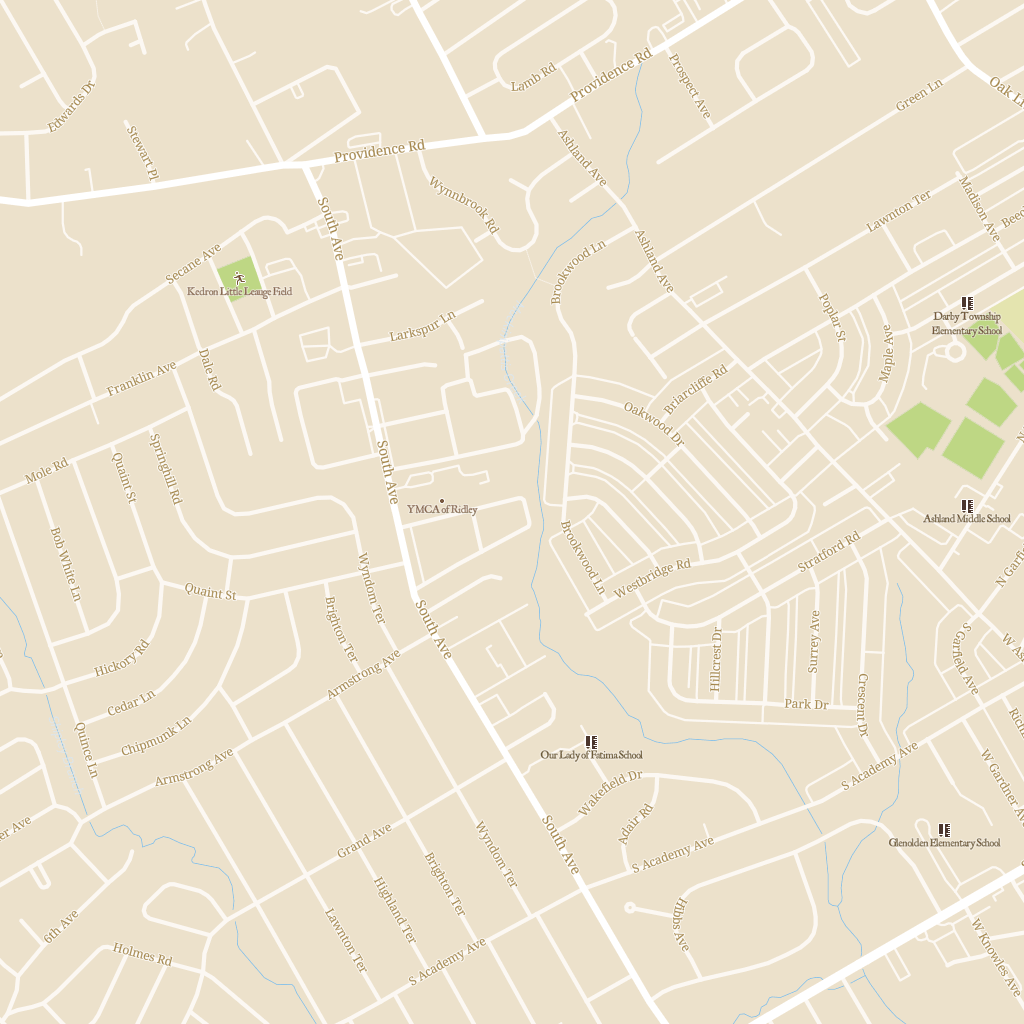 Lamb Rd
Providence Rd
Prospect Ave
Green Ln
Edwards Dr
Stewart Pl
Providence Rd
Ashland Ave
Wynnbrook Rd
Madison Ave
Lawnton Ter
South Ave
Secane Ave
Brookwood Ln
Ashland Ave
Kedron Little Leauge Field
Poplar St
Darby Township
Elementary School
Larkspur Ln
Maple Ave
Franklin Ave
Dale Rd
Briarcliffe Rd
Oakwood Dr
Mole Rd
Quaint St
Springhill Rd
South Ave
YMCA of Ridley
Ashland Middle School
Bob White Ln
Brookwood Ln
Westbridge Rd
Stratford Rd
Wyndom Ter
Quaint St
Brighton Ter
South Ave
Hickory Rd
Armstrong Ave
Hillcrest Dr
Surrey Ave
S Garfield Ave
Cedar Ln
Chipmunk Ln
Quince Ln
Crescent Dr
Park Dr
Our Lady of Fatima School
Armstrong Ave
S Academy Ave
Wakefield Dr
Adair Rd
Grand Ave
Wyndom Ter
South Ave
S Academy Ave
Glenolden Elementary School
Brighton Ter
Highland Ter
Lawnton Ter
6th Ave
Holmes Rd
Hibbs Ave
S Academy Ave
W Knowles Ave